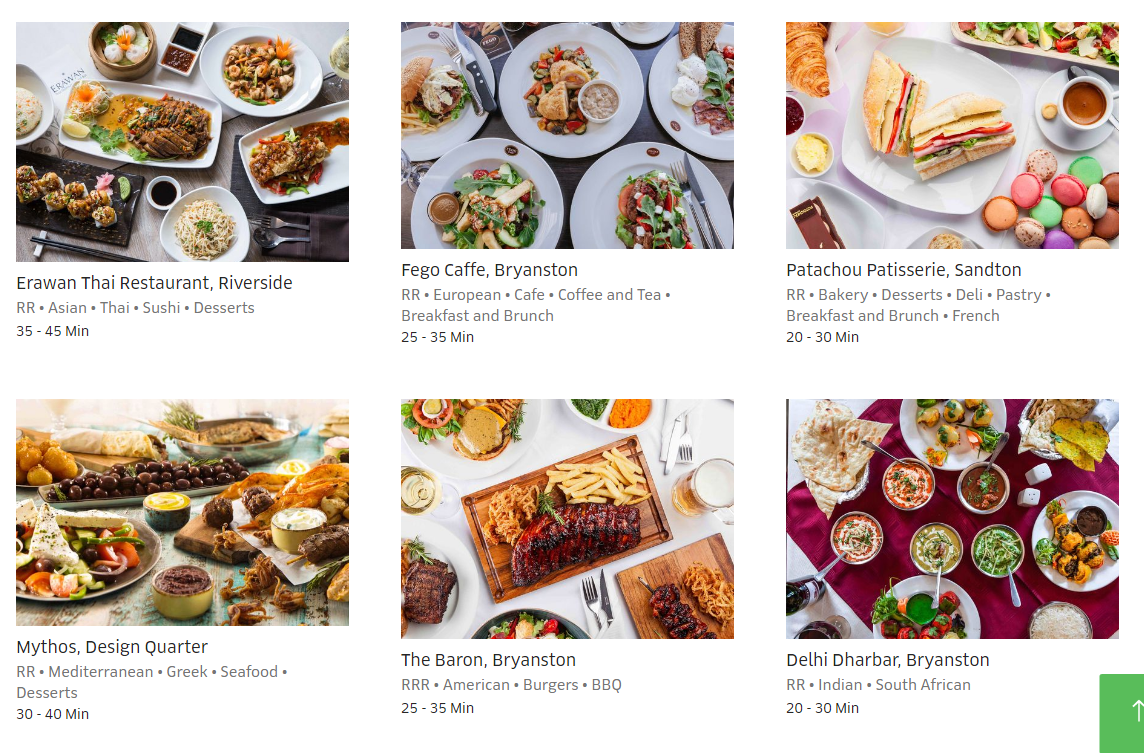 ERAWAN
Erawan Thai Restaurant, Riverside
RR • Asian • Thai • Sushi • Desserts
35 - 45 Min
FEGO
Fego Caffe, Bryanston
RR • European • Cafe • Coffee and Tea •
Breakfast and Brunch
25 - 35 Min
Patachou Patisserie, Sandton
RR • Bakery • Desserts • Deli • Pastry •
Breakfast and Brunch • French
20 - 30 Min
Mythos, Design Quarter
RR • Mediterranean • Greek • Seafood •
Desserts
30 - 40 Min
The Baron, Bryanston
RRR • American • Burgers • BBQ
25 - 35 Min
Delhi Dharbar, Bryanston
RR • Indian • South African
20 - 30 Min